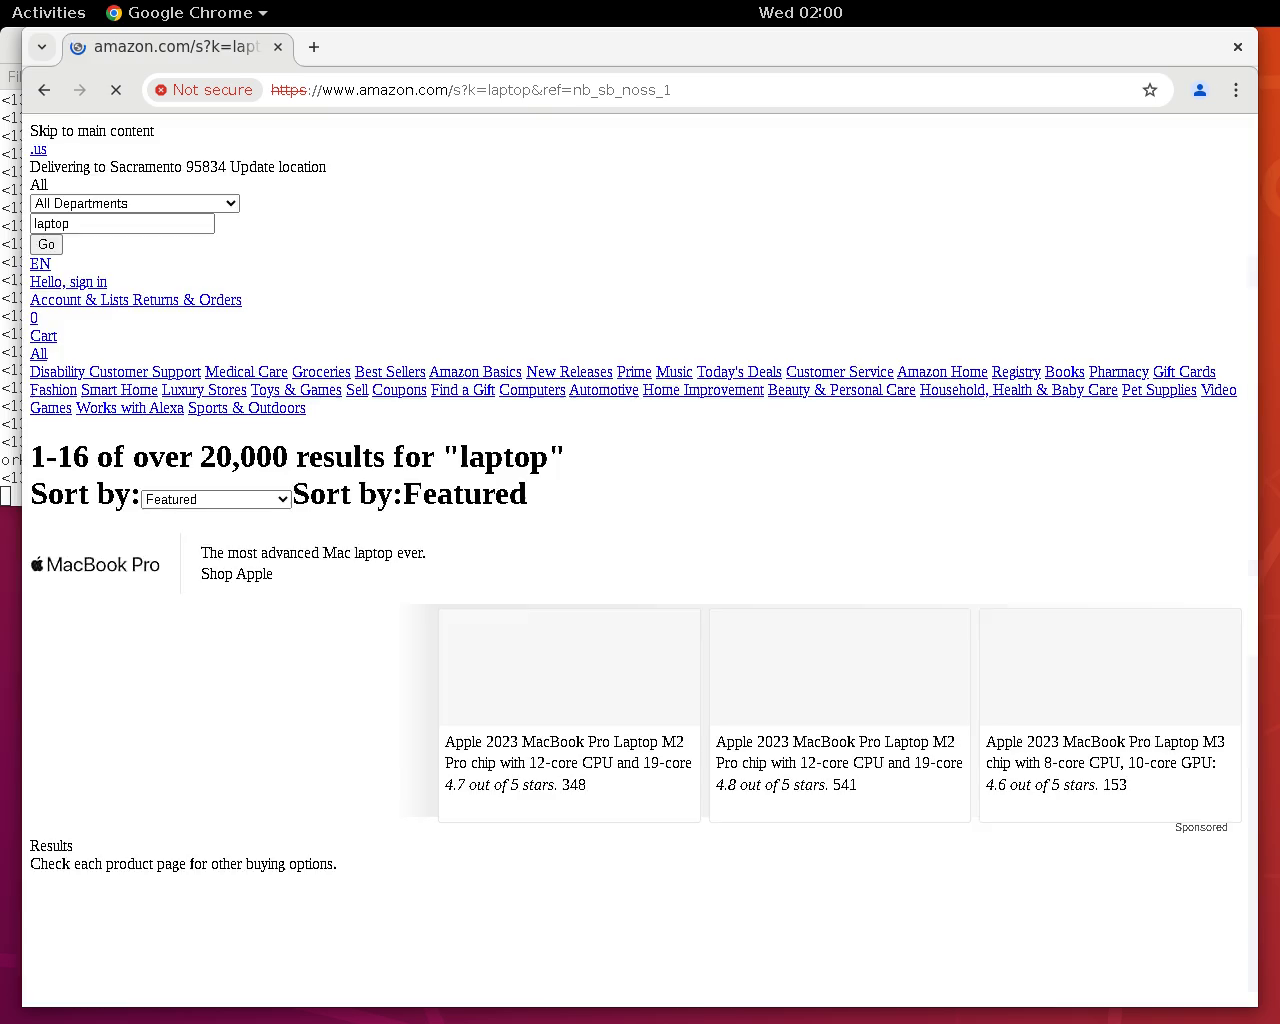 Activities Google Chrome Wed 02:00
amazon.com/s?k=lapt
Not secure https://www.amazon.com/s?k=laptop&ref=nb_sb_noss_1
Skip to main content
.us
Delivering to Sacramento 95834 Update location
All
All Departments
laptop
Go
EN
Hello, sign in
Account & Lists Returns & Orders
0
Cart
All
Disability Customer Support Medical Care Groceries Best Sellers Amazon Basics New Releases Prime Music Today's Deals Customer Service Amazon Home Registry Books Pharmacy Gift Cards
Fashion Smart Home Luxury Stores Toys & Games Sell Coupons Find a Gift Computers Automotive Home Improvement Beauty & Personal Care Household, Health & Baby Care Pet Supplies Video
Games Works with Alexa Sports & Outdoors
1-16 of over 20,000 results for "laptop"
Sort by: Featured Sort by:Featured
MacBook Pro
The most advanced Mac laptop ever.
Shop Apple
Apple 2023 MacBook Pro Laptop M2
Pro chip with 12-core CPU and 19-core
4.7 out of 5 stars. 348
Apple 2023 MacBook Pro Laptop M2
Pro chip with 12-core CPU and 19-core
4.8 out of 5 stars. 541
Apple 2023 MacBook Pro Laptop M3
chip with 8-core CPU, 10-core GPU:
4.6 out of 5 stars. 153
Sponsored
Results
Check each product page for other buying options.